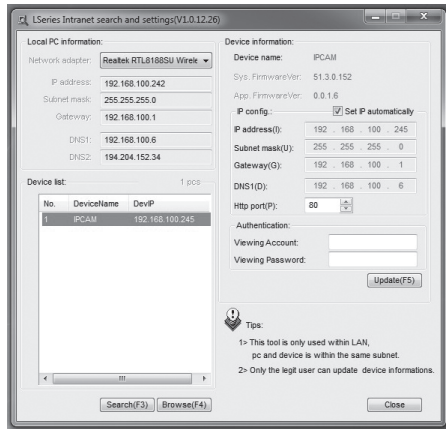 LSeries Intranet search and settings(V1.0.12.26)
Local PC information:
Network adapter: Realtek RTL8188SU Wirele
IP address: 192.168.100.242
Subnet mask: 255.255.255.0
Gateway: 192.168.100.1
DNS1: 192.168.100.6
DNS2: 194.204.152.34
Device list: 1 pcs
No. DeviceName DevIP
1 IPCAM 192.168.100.245
Search(F3) Browse(F4)
Device information:
Device name: IPCAM
Sys. FirmwareVer: 51.3.0.152
App. FirmwareVer: 0.0.1.6
IP config.: Set IP automatically
IP address(I): 192 . 168 . 100 . 245
Subnet mask(U): 255 . 255 . 255 . 0
Gateway(G): 192 . 168 . 100 . 1
DNS1(D): 192 . 168 . 100 . 6
Http port(P): 80
Authentication:
Viewing Account:
Viewing Password:
Update(F5)
Tips:
1> This tool is only used within LAN,
pc and device is within the same subnet.
2> Only the legit user can update device informations.
Close